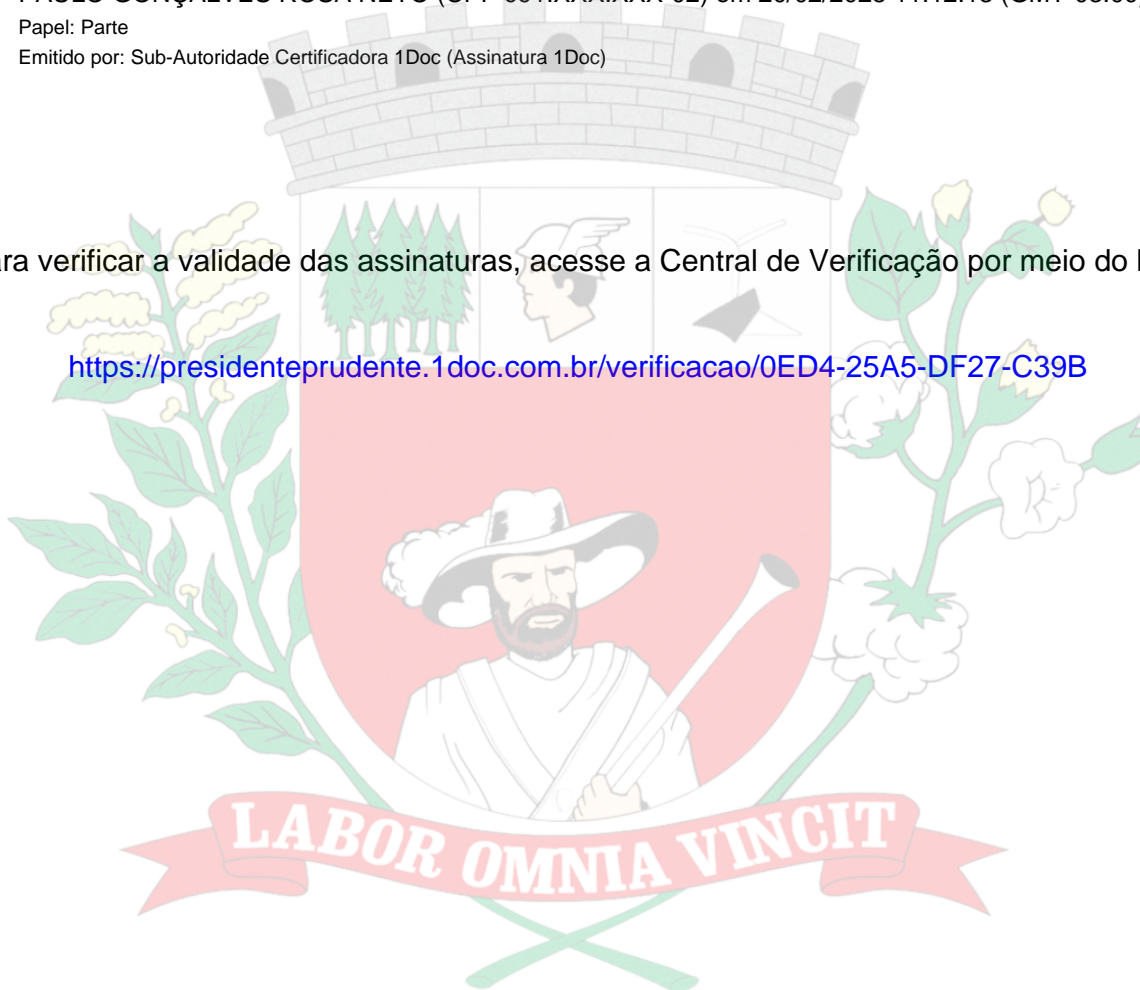 Papel: Parte
Emitido por: Sub-Autoridade Certificadora 1Doc (Assinatura 1Doc)
verificar a validade das assinaturas, acesse a Central de Verificação por meio do
https://presidenteprudente.1doc.com.br/verificacao/0ED4-25A5-DF27-C39B
LABOR OMNIA VINCIT